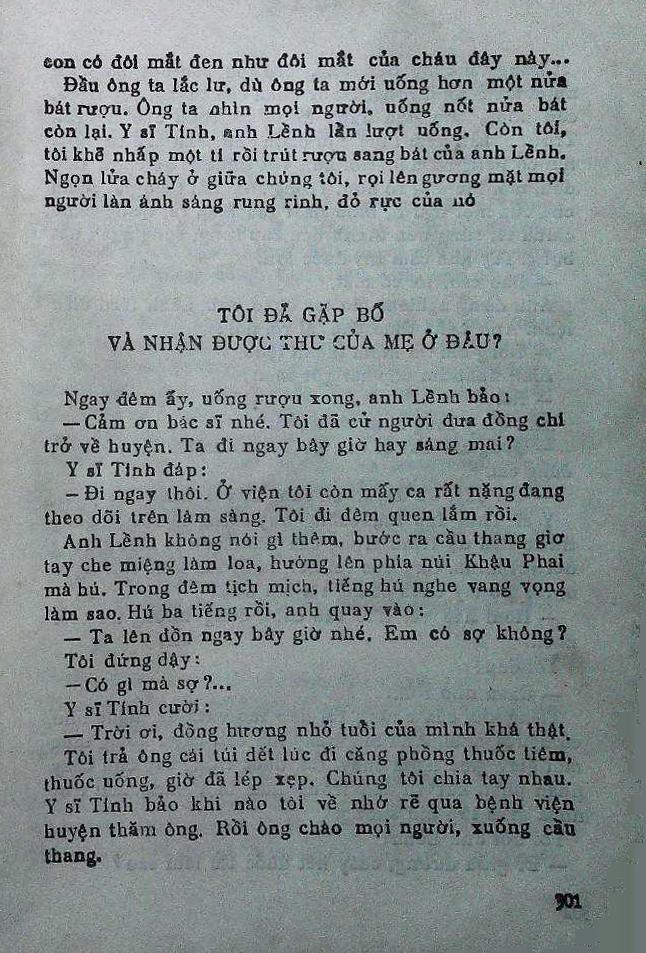 con có đôi mắt đen như đôi mắt của cháu đây này...
Đầu ông ta lắc lư, dù ông ta mới uống hơn một nửa
bát rượu. Ông ta nhìn mọi người, uống nốt nửa bát
còn lại. Y sĩ Tính, anh Lềnh lần lượt uống. Còn tôi,
tôi khẽ nhấp một tí rồi trút rượu sang bát của anh Lềnh.
Ngọn lửa cháy ở giữa chúng tôi, rọi lên gương mặt mọi
người làn ánh sáng rung rinh, đỏ rực của nó
TÔI ĐÃ GẶP BỐ
VÀ NHẬN ĐƯỢC THƯ CỦA MẸ Ở ĐÂU?
Ngay đêm ấy, uống rượu xong, anh Lềnh bảo:
— Cảm ơn bác sĩ nhé. Tôi đã cử người đưa đồng chí
trở về huyện. Ta đi ngay bây giờ hay sáng mai?
Y sĩ Tính đáp:
— Đi ngay thôi. Ở viện tôi còn mấy ca rất nặng đang
theo dõi trên lâm sàng. Tôi đi đêm quen lắm rồi.
Anh Lềnh không nói gì thêm, bước ra cầu thang giơ
tay che miệng làm loa, hướng lên phía núi Khậu Phai
mà hú. Trong đêm tịch mịch, tiếng hú nghe vang vọng
làm sao. Hú ba tiếng rồi, anh quay vào:
— Ta lên dồn ngay bây giờ nhé. Em có sợ không?
Tôi đứng dậy:
— Có gì mà sợ?...
Y sĩ Tính cười:
— Trời ơi, đồng hương nhỏ tuổi của mình khá thật.
Tôi trả ông cái túi dết lúc đi căng phồng thuốc tiêm,
thuốc uống, giờ đã lép xẹp. Chúng tôi chia tay nhau.
Y sĩ Tính bảo khi nào tôi về nhớ rẽ qua bệnh viện
huyện thăm ông. Rồi ông chào mọi người, xuống cầu
thang.